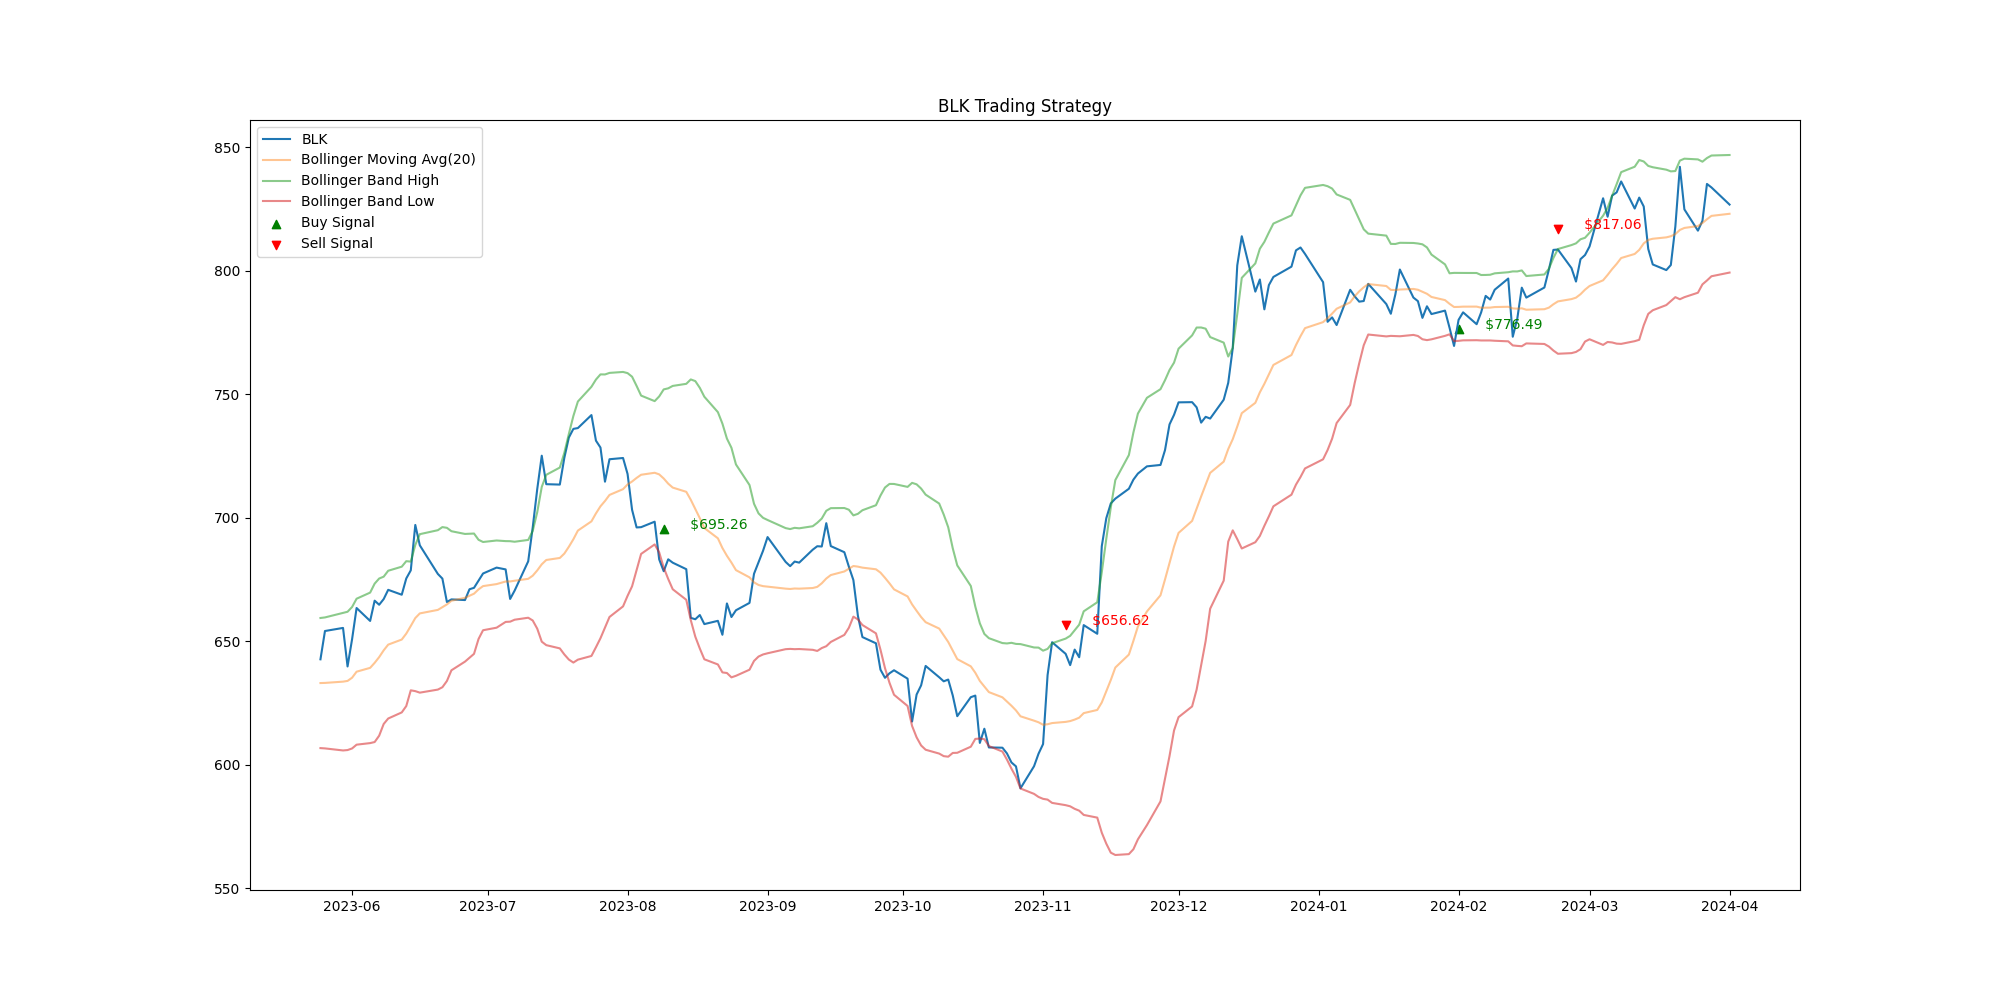 BLK Trading Strategy
BLK
Bollinger Moving Avg(20)
Bollinger Band High
Bollinger Band Low
Buy Signal
Sell Signal
850
800
750
700
650
600
550
$695.26
$656.62
$776.49
$817.06
2023-06 2023-07 2023-08 2023-09 2023-10 2023-11 2023-12 2024-01 2024-02 2024-03 2024-04